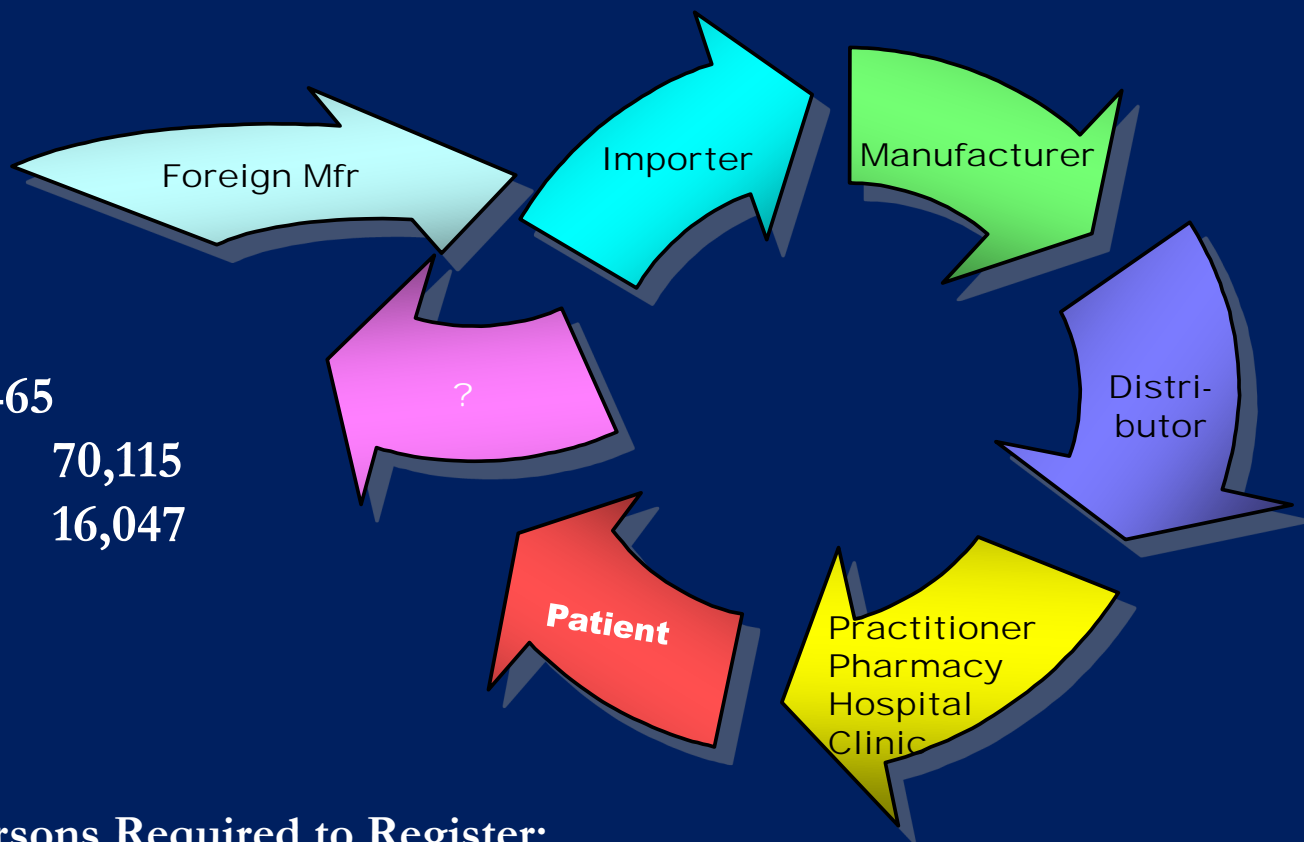 Foreign Mfr
Importer
Manufacturer
Distri-
butor
Practitioner
Pharmacy
Hospital
Clinic
Patient
?
65
70,115
16,047
Required to Register: